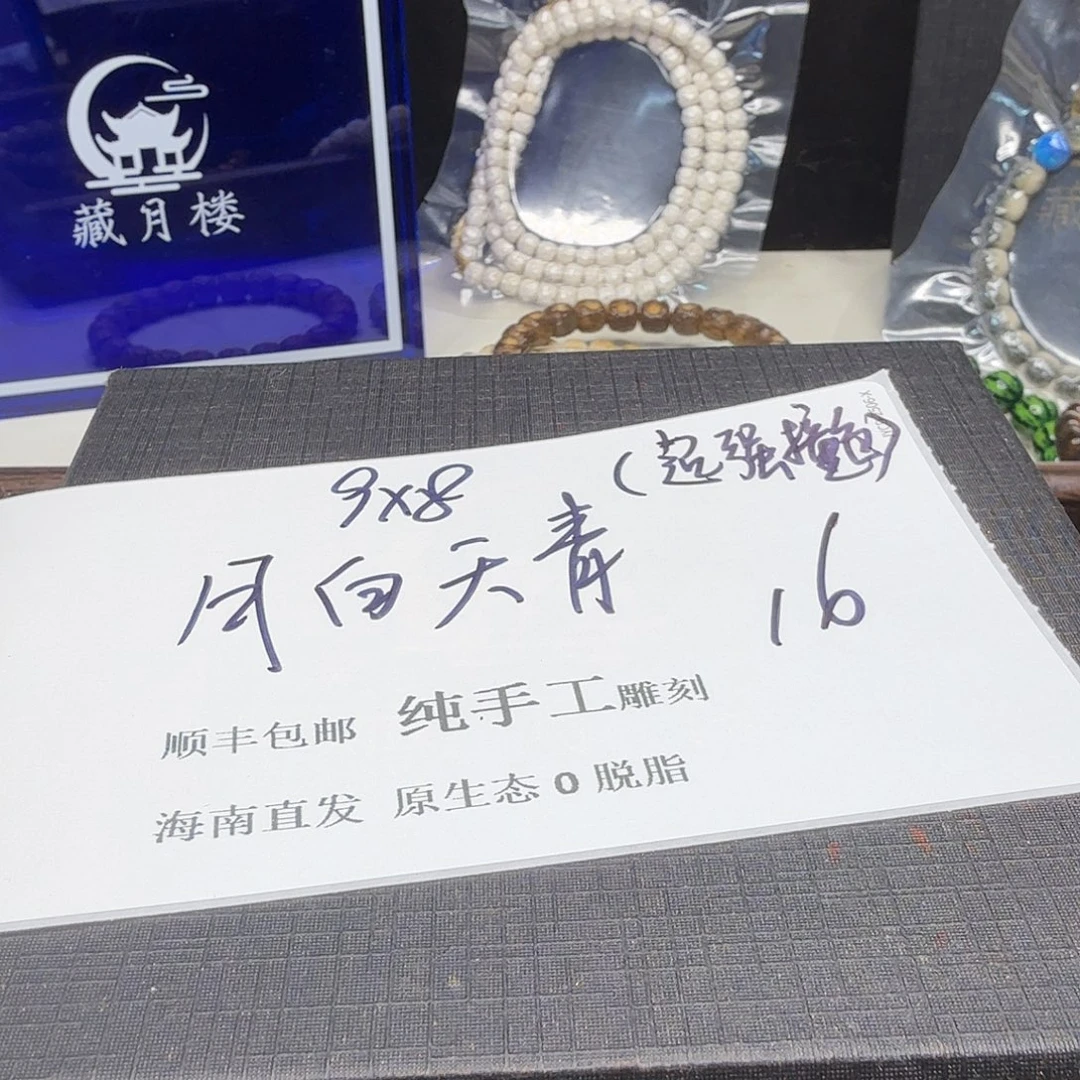 藏月楼
9x8
(超强撞色)
月白天青
16
顺丰包邮 纯手工雕刻
海南直发 原生态0脱脂